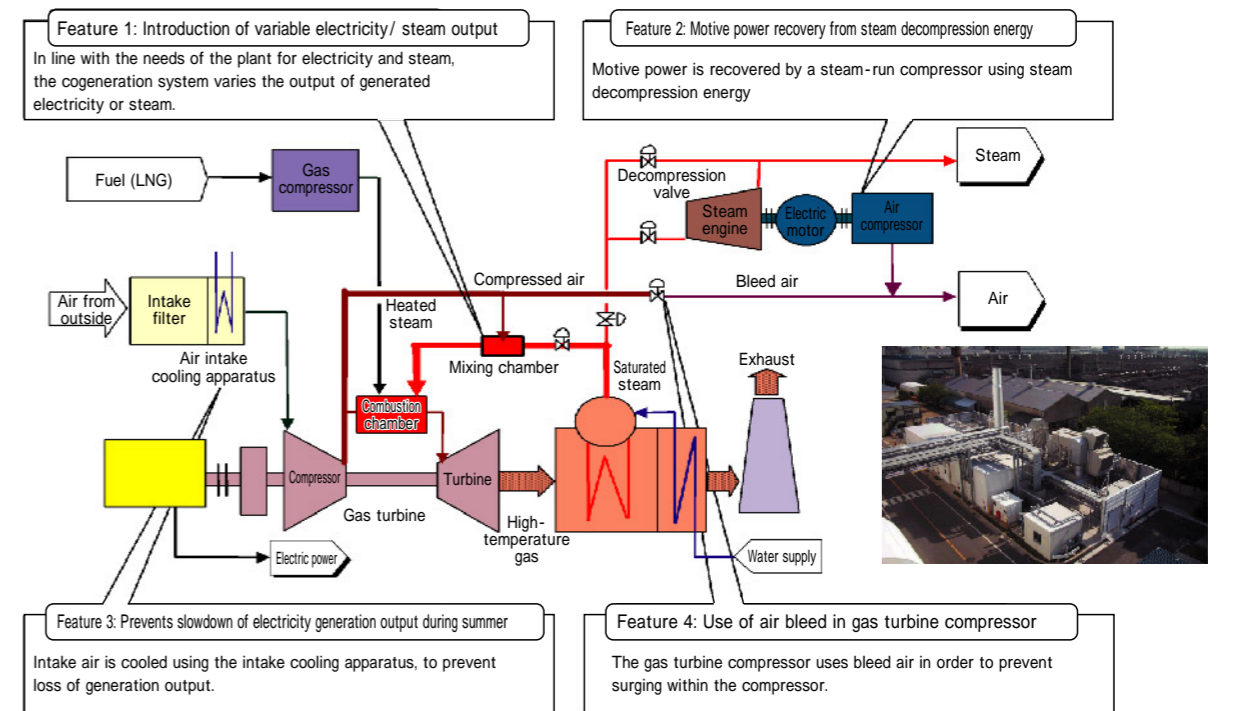 Feature 1: Introduction of variable electricity/ steam output
In line with the needs of the plant for electricity and steam,
the cogeneration system varies the output of generated
electricity or steam.
Feature 2: Motive power recovery from steam decompression energy
Motive power is recovered by a steam-run compressor using steam
decompression energy
Fuel (LNG)
Gas
compressor
Decompression
valve
Steam
Steam
engine
Electric
motor
Air
compressor
Air from
outside
Intake
filter
Air intake
cooling apparatus
Compressed air
Heated
steam
Bleed air
Air
Mixing chamber
Saturated
steam
Exhaust
Combustion
chamber
Compressor
Turbine
Gas turbine
High-
temperature
gas
Electric power
Water supply
Feature 3: Prevents slowdown of electricity generation output during summer
Intake air is cooled using the intake cooling apparatus, to prevent
loss of generation output.
Feature 4: Use of air bleed in gas turbine compressor
The gas turbine compressor uses bleed air in order to prevent
surging within the compressor.